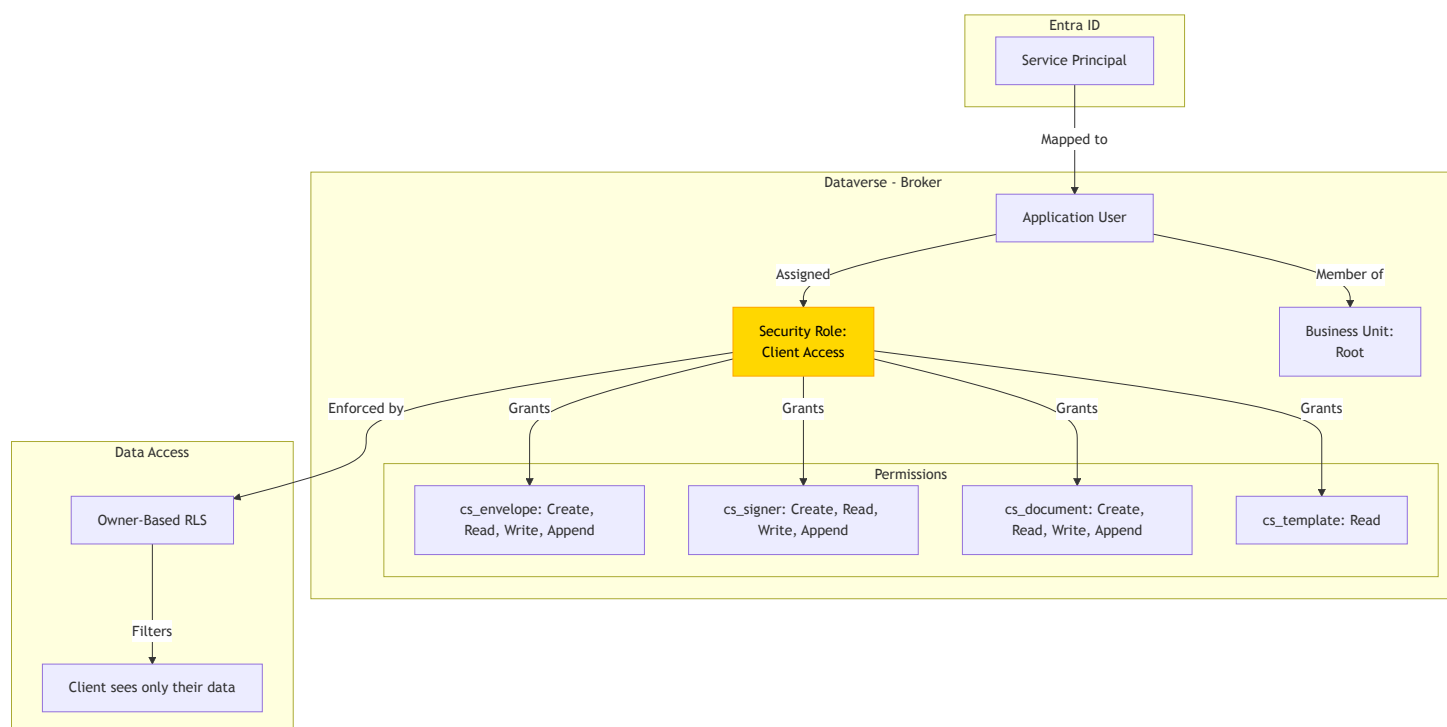 Entra ID
Service Principal
Mapped to
Dataverse - Broker
Application User
Assigned
Member of
Security Role:
Client Access
Business Unit:
Root
Enforced by
Grants
Grants
Grants
Grants
Data Access
Permissions
Owner-Based RLS
cs_envelope: Create,
Read, Write, Append
cs_signer: Create, Read,
Write, Append
cs_document: Create,
Read, Write, Append
cs_template: Read
Filters
Client sees only their data